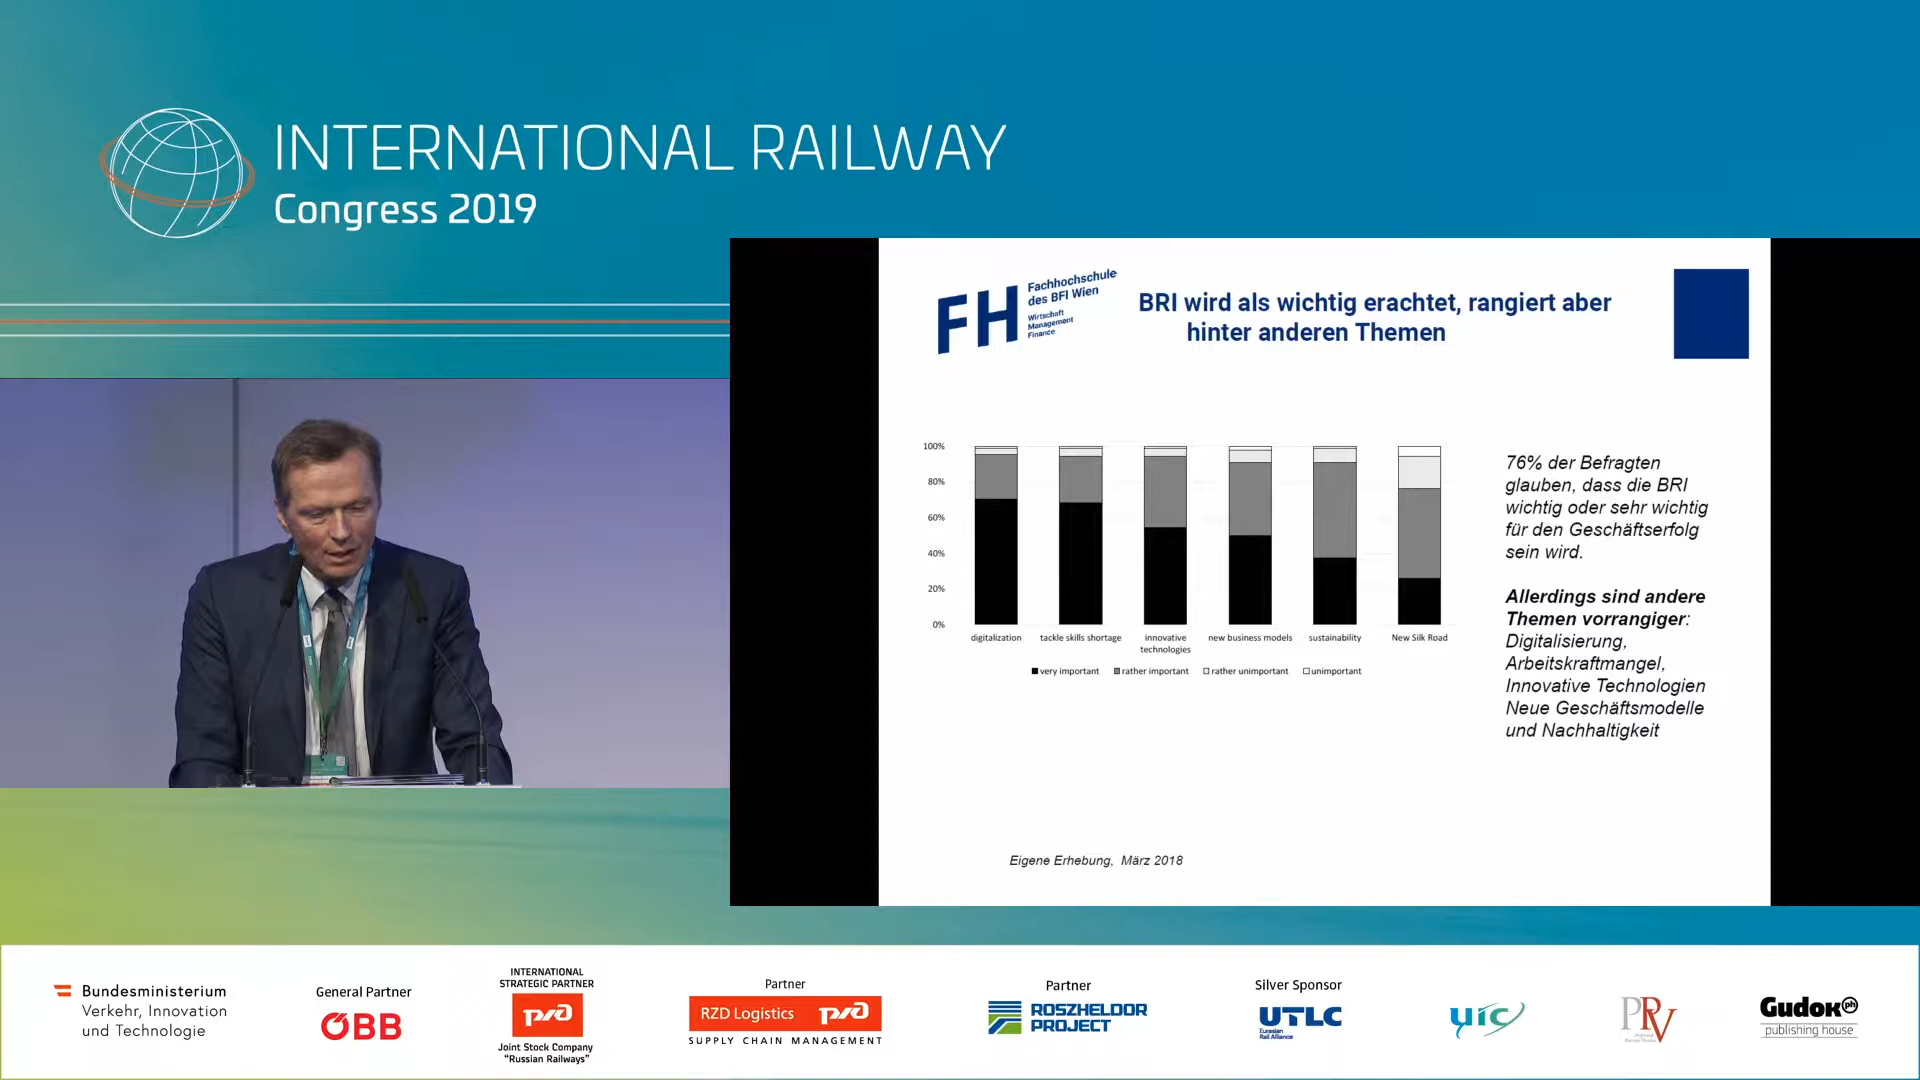 INTERNATIONAL RAILWAY
Congress 2019
FH
Fachhochschule
des BFI Wien
Wirtschaft
Management
Finance
BRI wird als wichtig erachtet, rangiert aber
hinter anderen Themen
100%
80%
60%
40%
20%
0%
digitalization
tackle skills shortage
innovative
technologies
new business models
sustainability
New Silk Road
very important
rather important
rather unimportant
unimportant
76% der Befragten
glauben, dass die BRI
wichtig oder sehr wichtig
für den Geschäftserfolg
sein wird.
Allerdings sind andere
Themen vorrangiger:
Digitalisierung,
Arbeitskraftmangel,
Innovative Technologien
Neue Geschäftsmodelle
und Nachhaltigkeit
Eigene Erhebung, März 2018
Bundesministerium
Verkehr, Innovation
und Technologie
General Partner
ÖBB
INTERNATIONAL
STRATEGIC PARTNER
Joint Stock Company
"Russian Railways"
Partner
RZD Logistics
SUPPLY CHAIN MANAGEMENT
Partner
ROSZHELDOR
PROJECT
Silver Sponsor
UTLC
Eurasian
Rail Alliance
uic
PRV
Gudok ph
publishing house